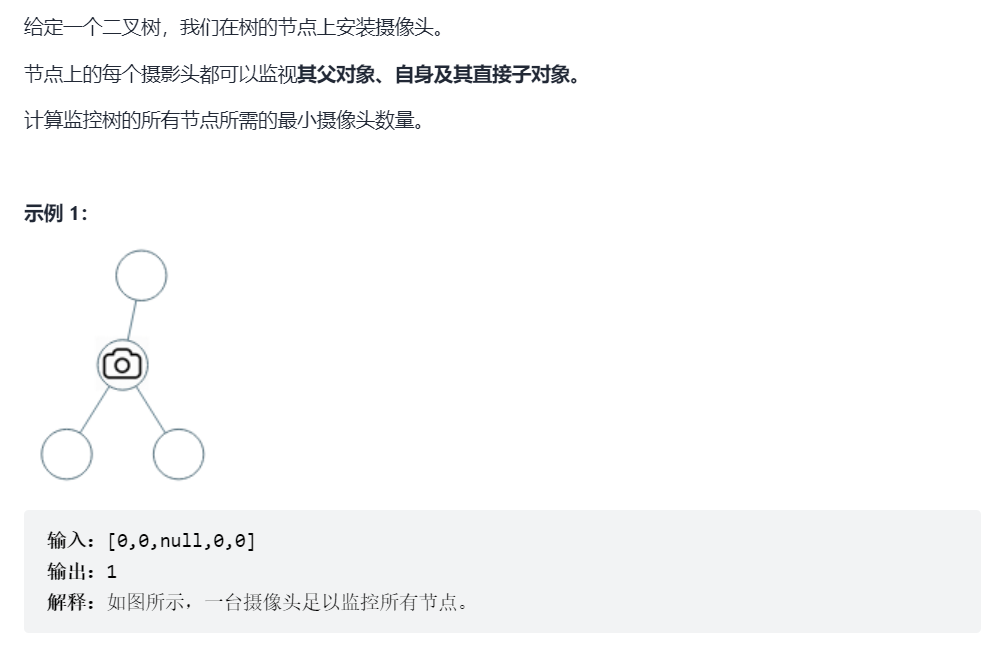 给定一个二叉树，我们在树的节点上安装摄像头。
节点上的每个摄影头都可以监视其父对象、自身及其直接子对象。
计算监控树的所有节点所需的最小摄像头数量。
示例 1：
输入：[0,0,null,0,0]
输出：1
解释：如图所示，一台摄像头足以监控所有节点。